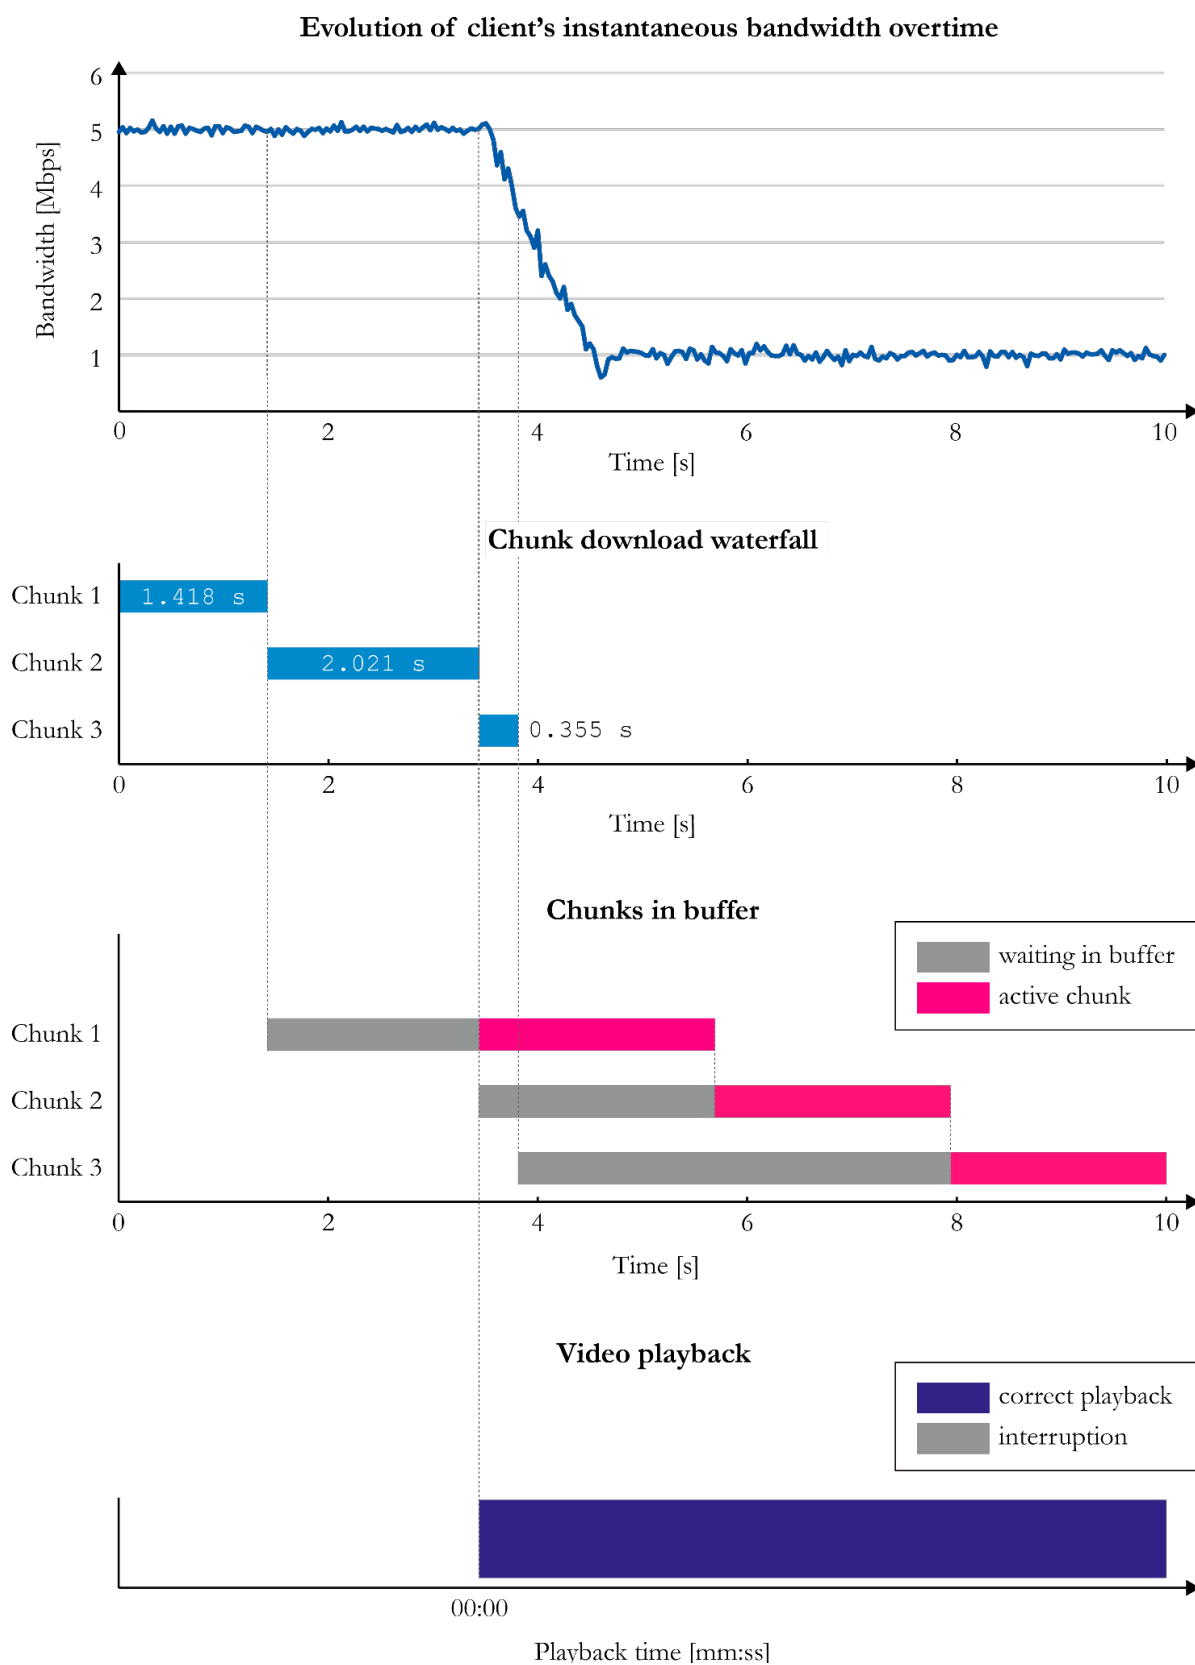 Evolution of client's instantaneous bandwidth overtime
6
5
4
3
2
1
Bandwidth [Mbps]
0 2 4 6 8 10
Time [s]
Chunk download waterfall
Chunk 1 1.418 s
Chunk 2 2.021 s
Chunk 3 0.355 s
0 2 4 6 8 10
Time [s]
Chunks in buffer
waiting in buffer
active chunk
Chunk 1
Chunk 2
Chunk 3
0 2 4 6 8 10
Time [s]
Video playback
correct playback
interruption
00:00
Playback time [mm:ss]